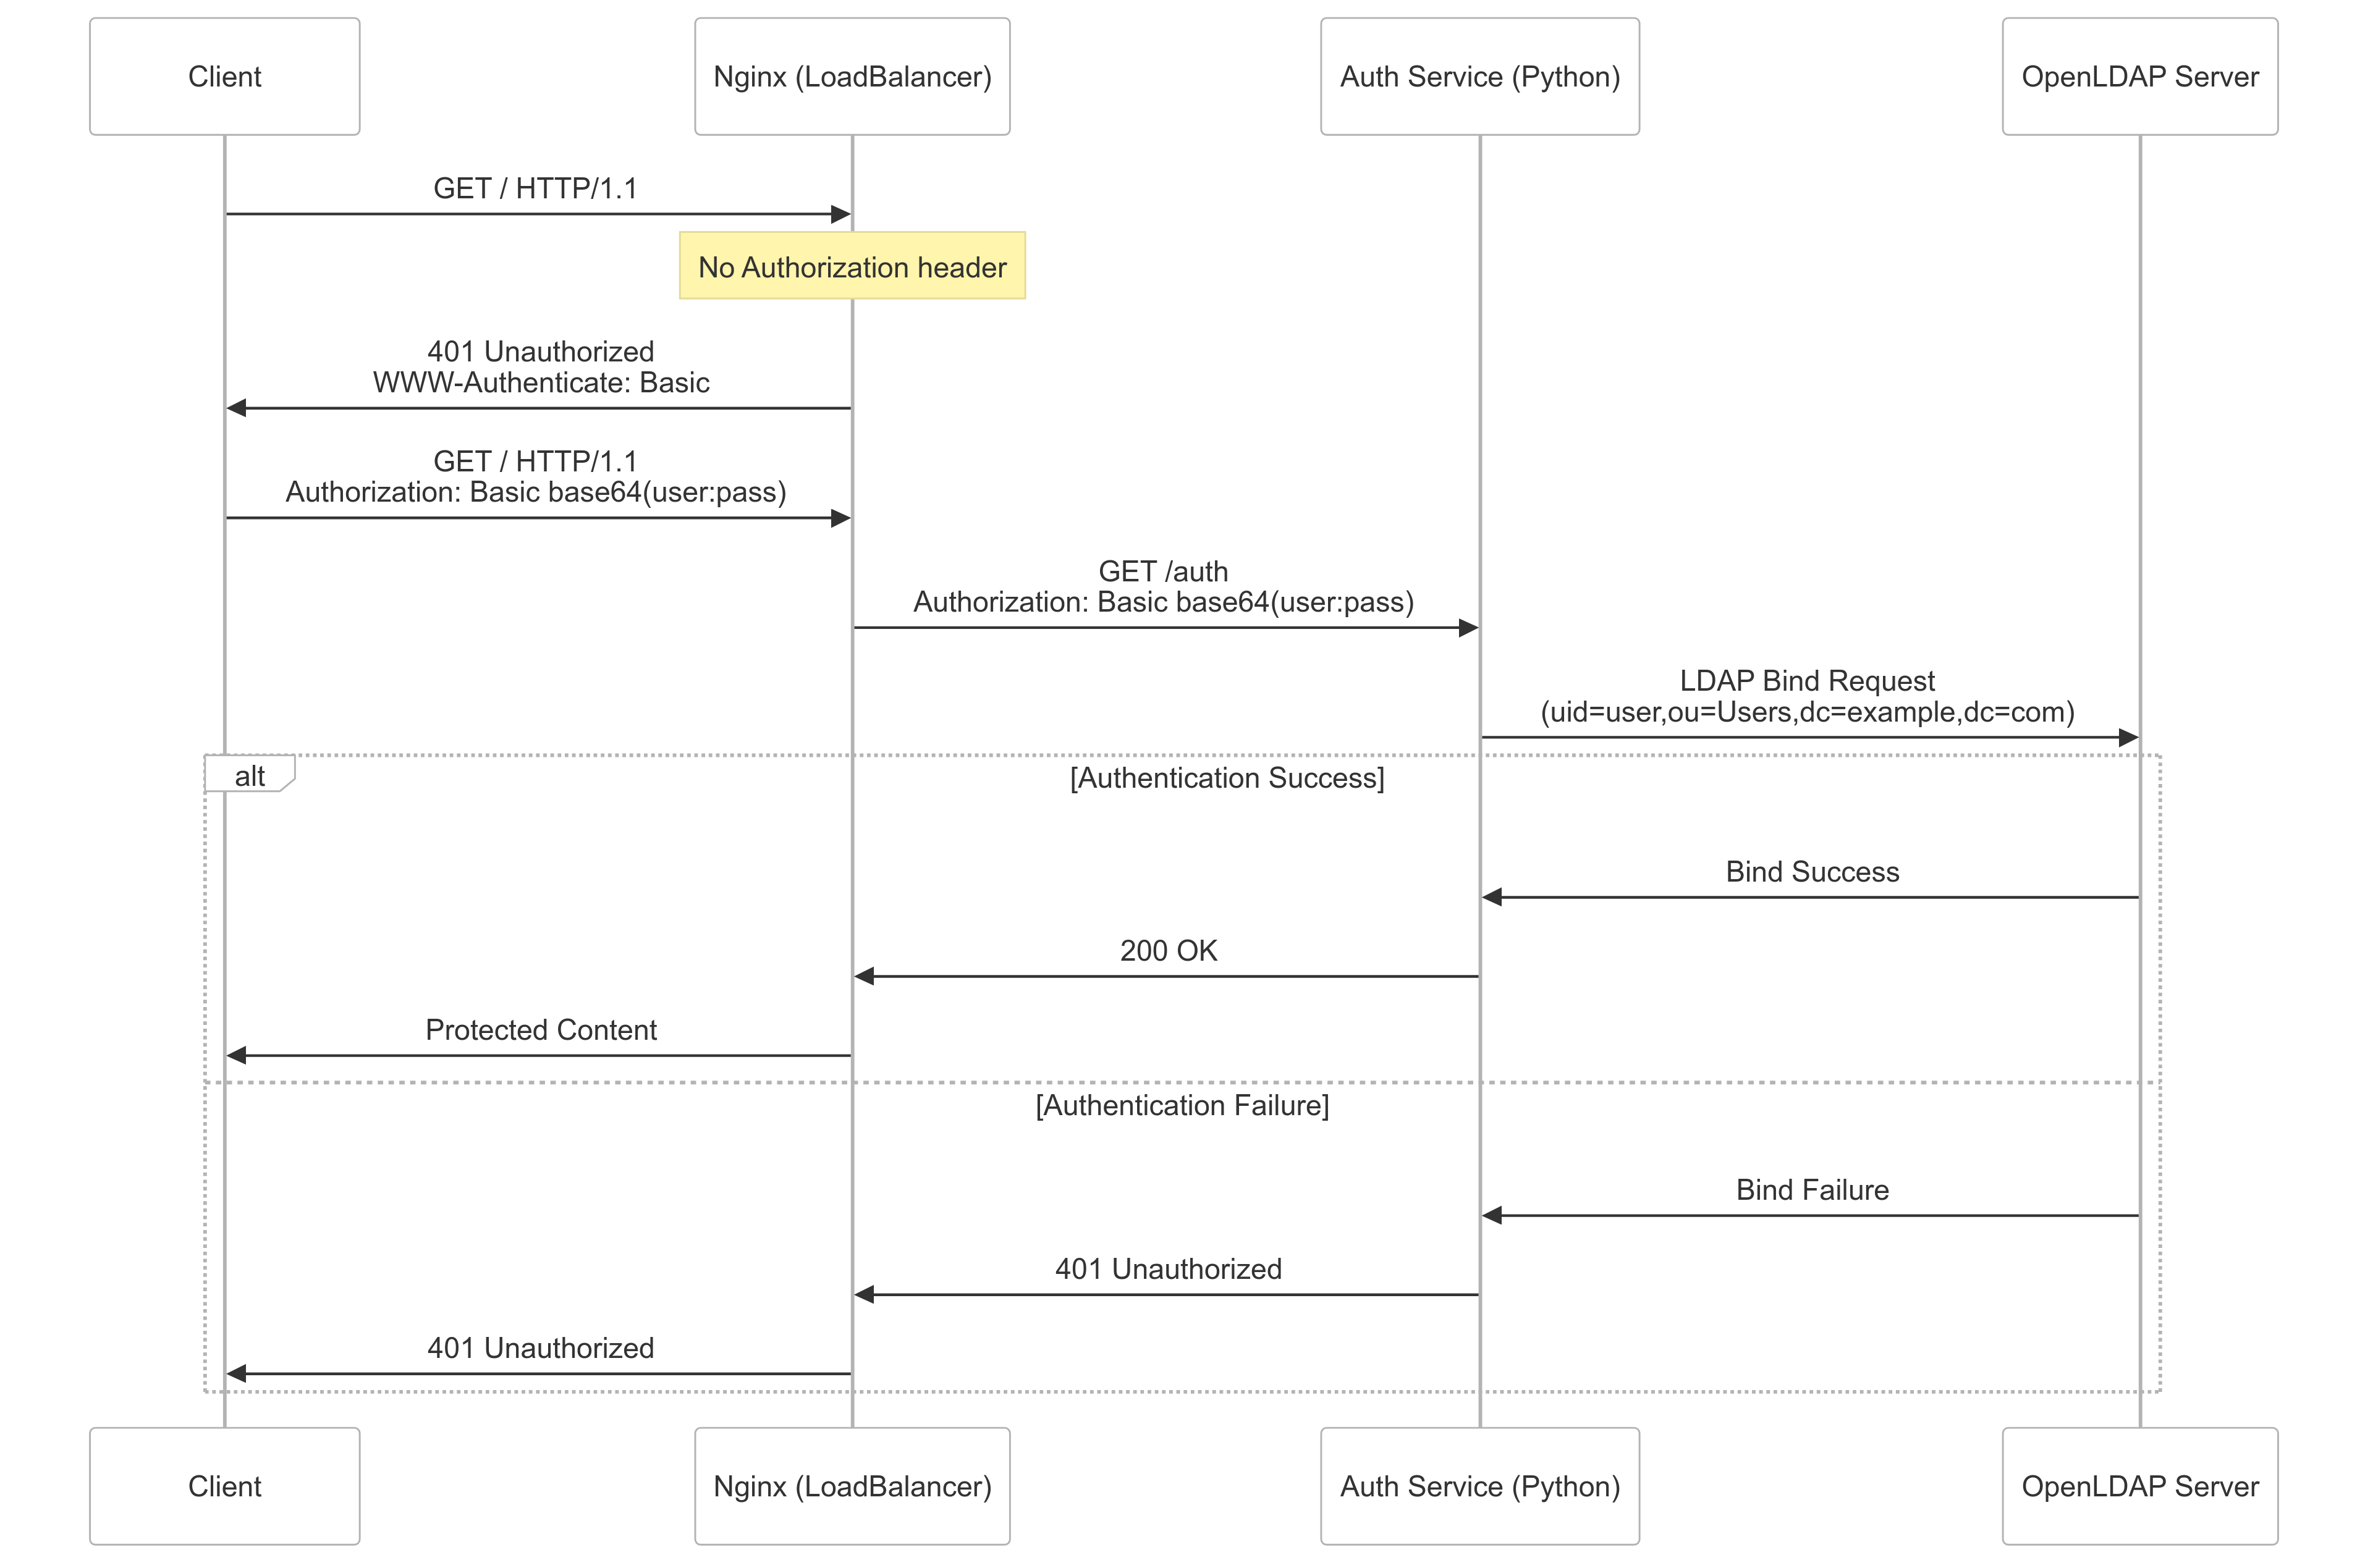 Client
Nginx (LoadBalancer)
Auth Service (Python)
OpenLDAP Server
GET / HTTP/1.1
No Authorization header
401 Unauthorized
WWW-Authenticate: Basic
GET / HTTP/1.1
Authorization: Basic base64(user:pass)
GET /auth
Authorization: Basic base64(user:pass)
LDAP Bind Request
(uid=user,ou=Users,dc=example,dc=com)
alt
[Authentication Success]
Bind Success
200 OK
Protected Content
[Authentication Failure]
Bind Failure
401 Unauthorized
401 Unauthorized
Client
Nginx (LoadBalancer)
Auth Service (Python)
OpenLDAP Server